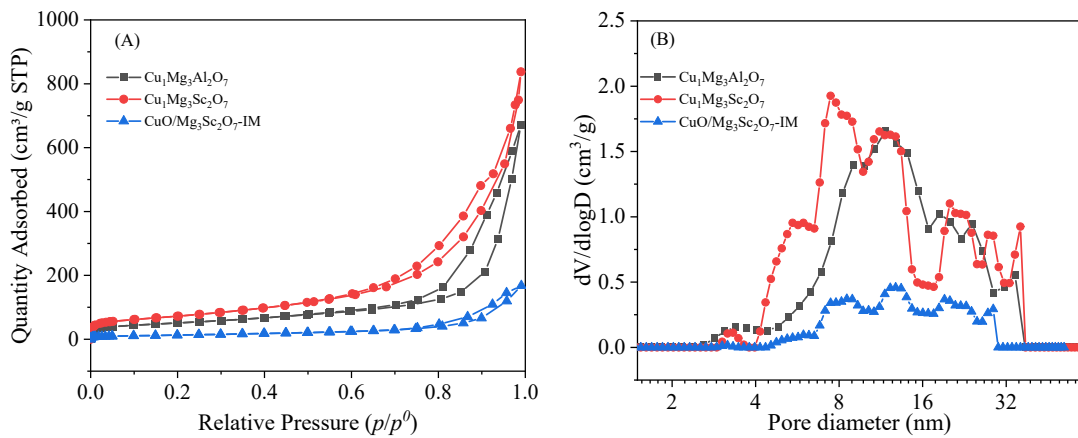 (A)
Cu₁Mg₃Al₂O₇
Cu₁Mg₃Sc₂O₇
CuO/Mg₃Sc₂O₇-IM
Quantity Adsorbed (cm³/g STP)
1000
800
600
400
200
0
0.0 0.2 0.4 0.6 0.8 1.0
Relative Pressure (p/p⁰)
(B)
Cu₁Mg₃Al₂O₇
Cu₁Mg₃Sc₂O₇
CuO/Mg₃Sc₂O₇-IM
dV/dlogD (cm³/g)
2.5
2.0
1.5
1.0
0.5
0.0
2 4 8 16 32
Pore diameter (nm)